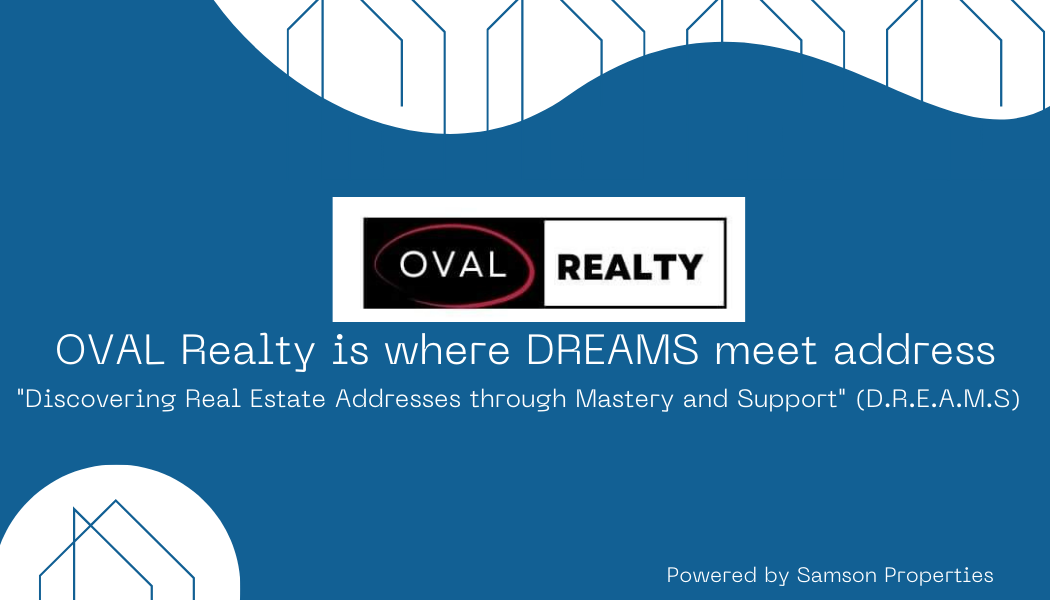 OVAL REALTY
OVAL Realty is where DREAMS meet address
"Discovering Real Estate Addresses through Mastery and Support" (D.R.E.A.M.S)
Powered by Samson Properties